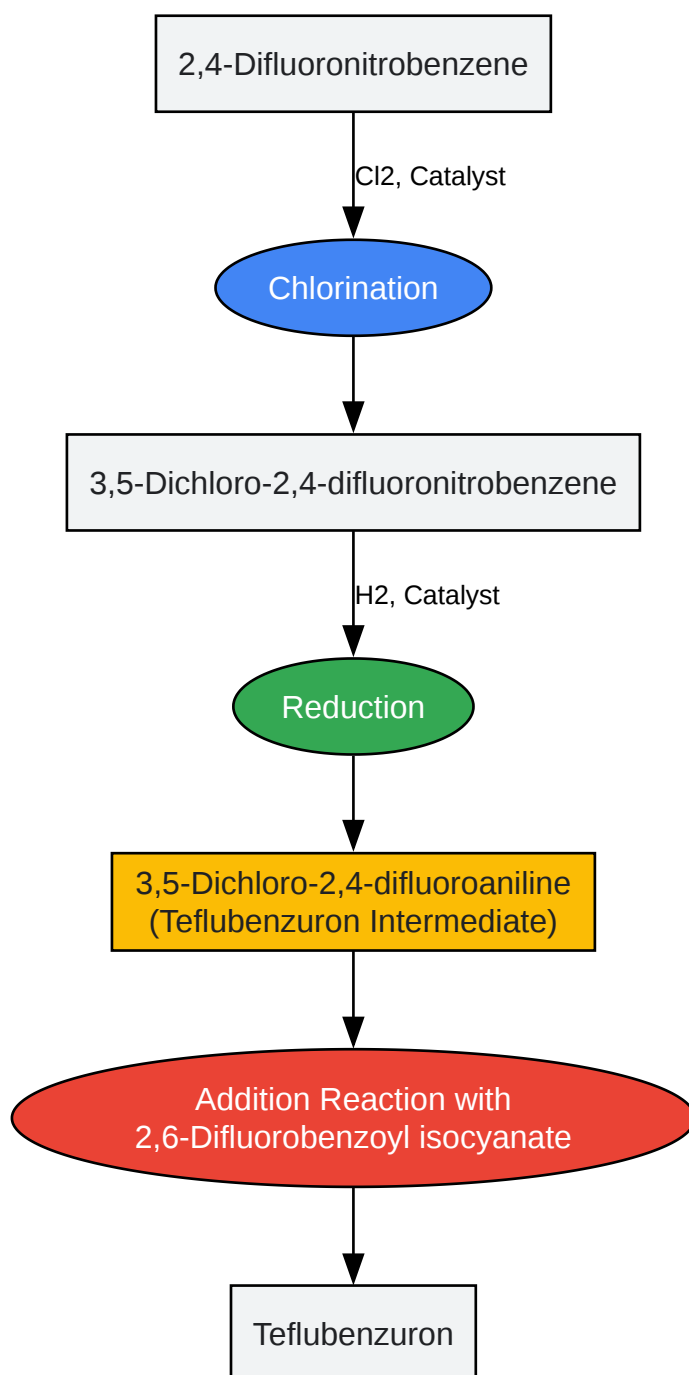 2,4-Difluoronitrobenzene
Cl2, Catalyst
Chlorination
3,5-Dichloro-2,4-difluoronitrobenzene
H2, Catalyst
Reduction
3,5-Dichloro-2,4-difluoroaniline
(Teflubenzuron Intermediate)
Addition Reaction with
2,6-Difluorobenzoyl isocyanate
Teflubenzuron